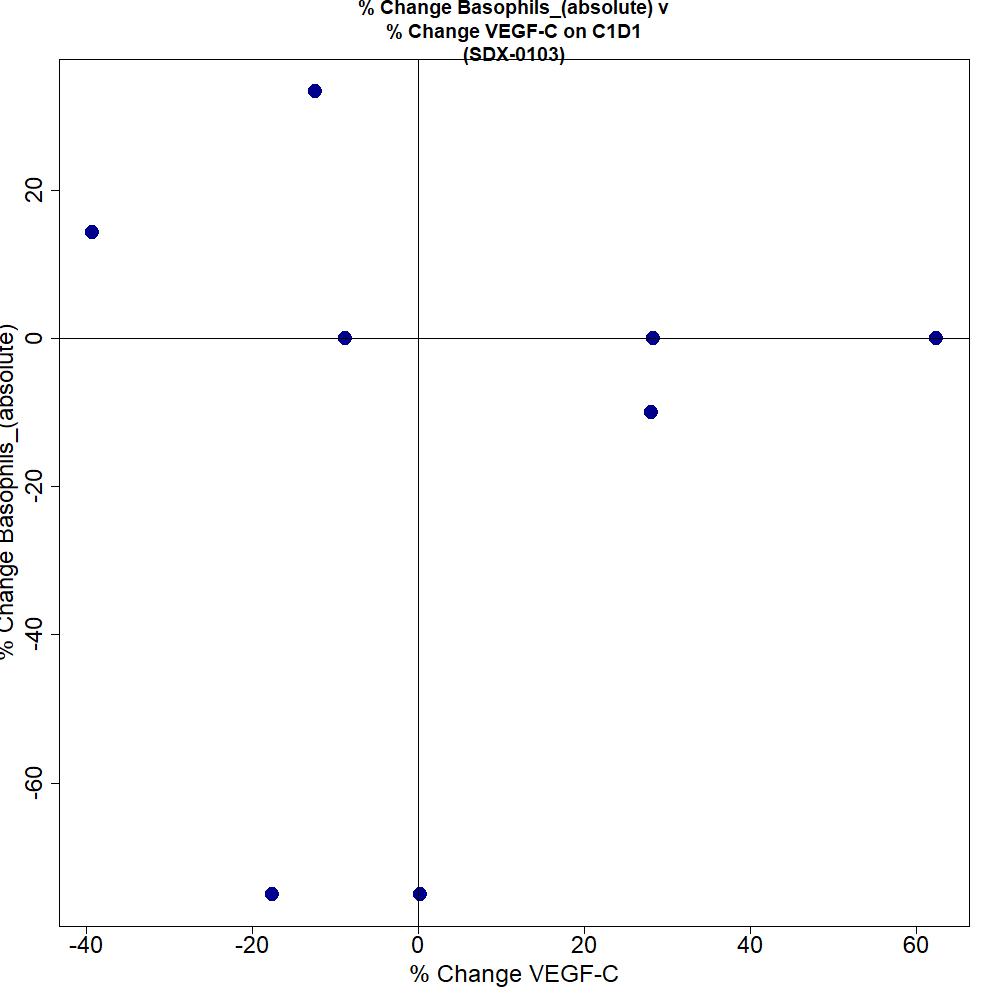 % Change Basophils_(absolute) v
% Change VEGF-C on C1D1
(SDX-0103)
% Change Basophils_(absolute)
20
0
-20
-40
-60
-40
-20
0
20
40
60
% Change VEGF-C